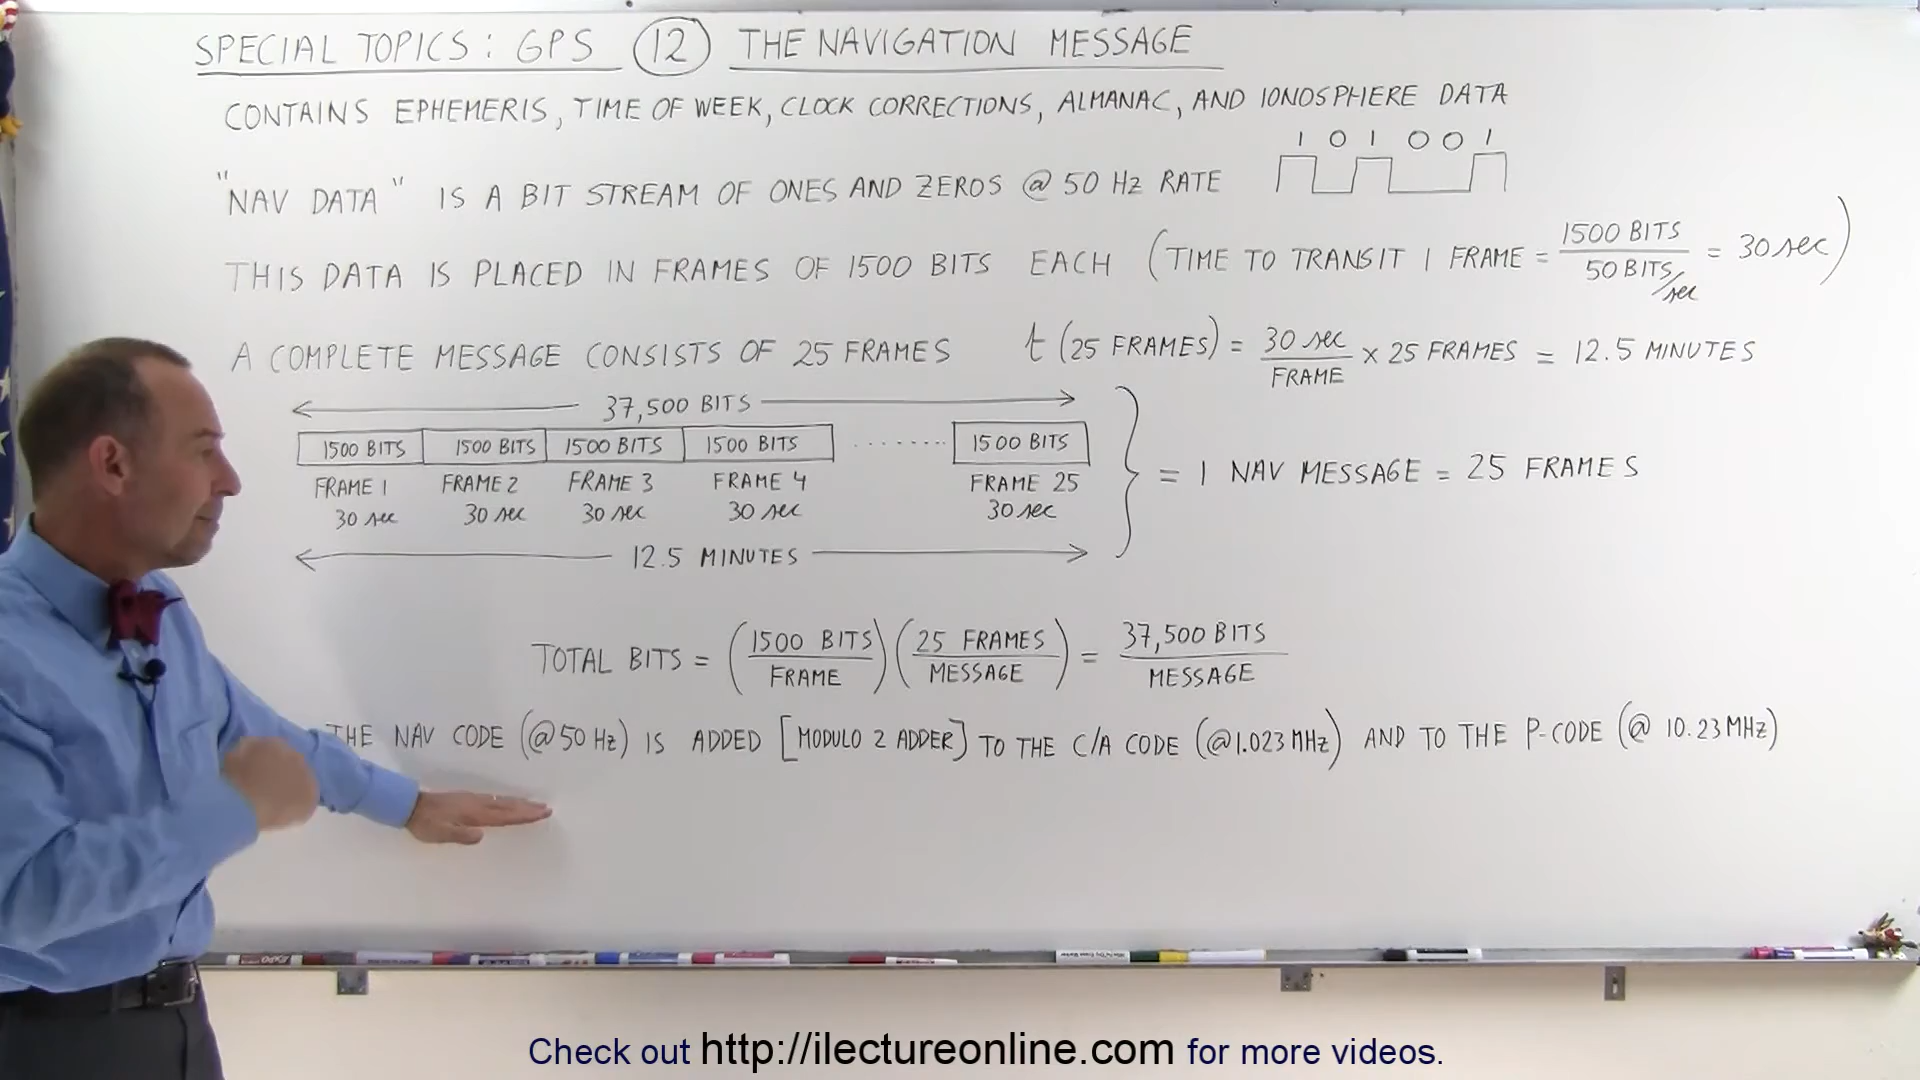 SPECIAL TOPICS: GPS 12 THE NAVIGATION MESSAGE
CONTAINS EPHEMERIS, TIME OF WEEK, CLOCK CORRECTIONS, ALMANAC, AND IONOSPHERE DATA
1 0 1 0 0 1
"NAV DATA" IS A BIT STREAM OF ONES AND ZEROS @ 50 Hz RATE
THIS DATA IS PLACED IN FRAMES OF 1500 BITS EACH (TIME TO TRANSIT 1 FRAME = 1500 BITS / 50 BITS/sec = 30 sec)
A COMPLETE MESSAGE CONSISTS OF 25 FRAMES t (25 FRAMES) = 30 sec / FRAME x 25 FRAMES = 12.5 MINUTES
37,500 BITS
1500 BITS 1500 BITS 1500 BITS 1500 BITS ........ 1500 BITS
= 1 NAV MESSAGE = 25 FRAMES
FRAME 1 FRAME 2 FRAME 3 FRAME 4 FRAME 25
30 sec 30 sec 30 sec 30 sec 30 sec
12.5 MINUTES
TOTAL BITS = (1500 BITS / FRAME) (25 FRAMES / MESSAGE) = 37,500 BITS / MESSAGE
THE NAV CODE (@50 Hz) IS ADDED [MODULO 2 ADDER] TO THE C/A CODE (@1.023 MHz) AND TO THE P-CODE (@ 10.23 MHz)
Check out http://ilectureonline.com for more videos.